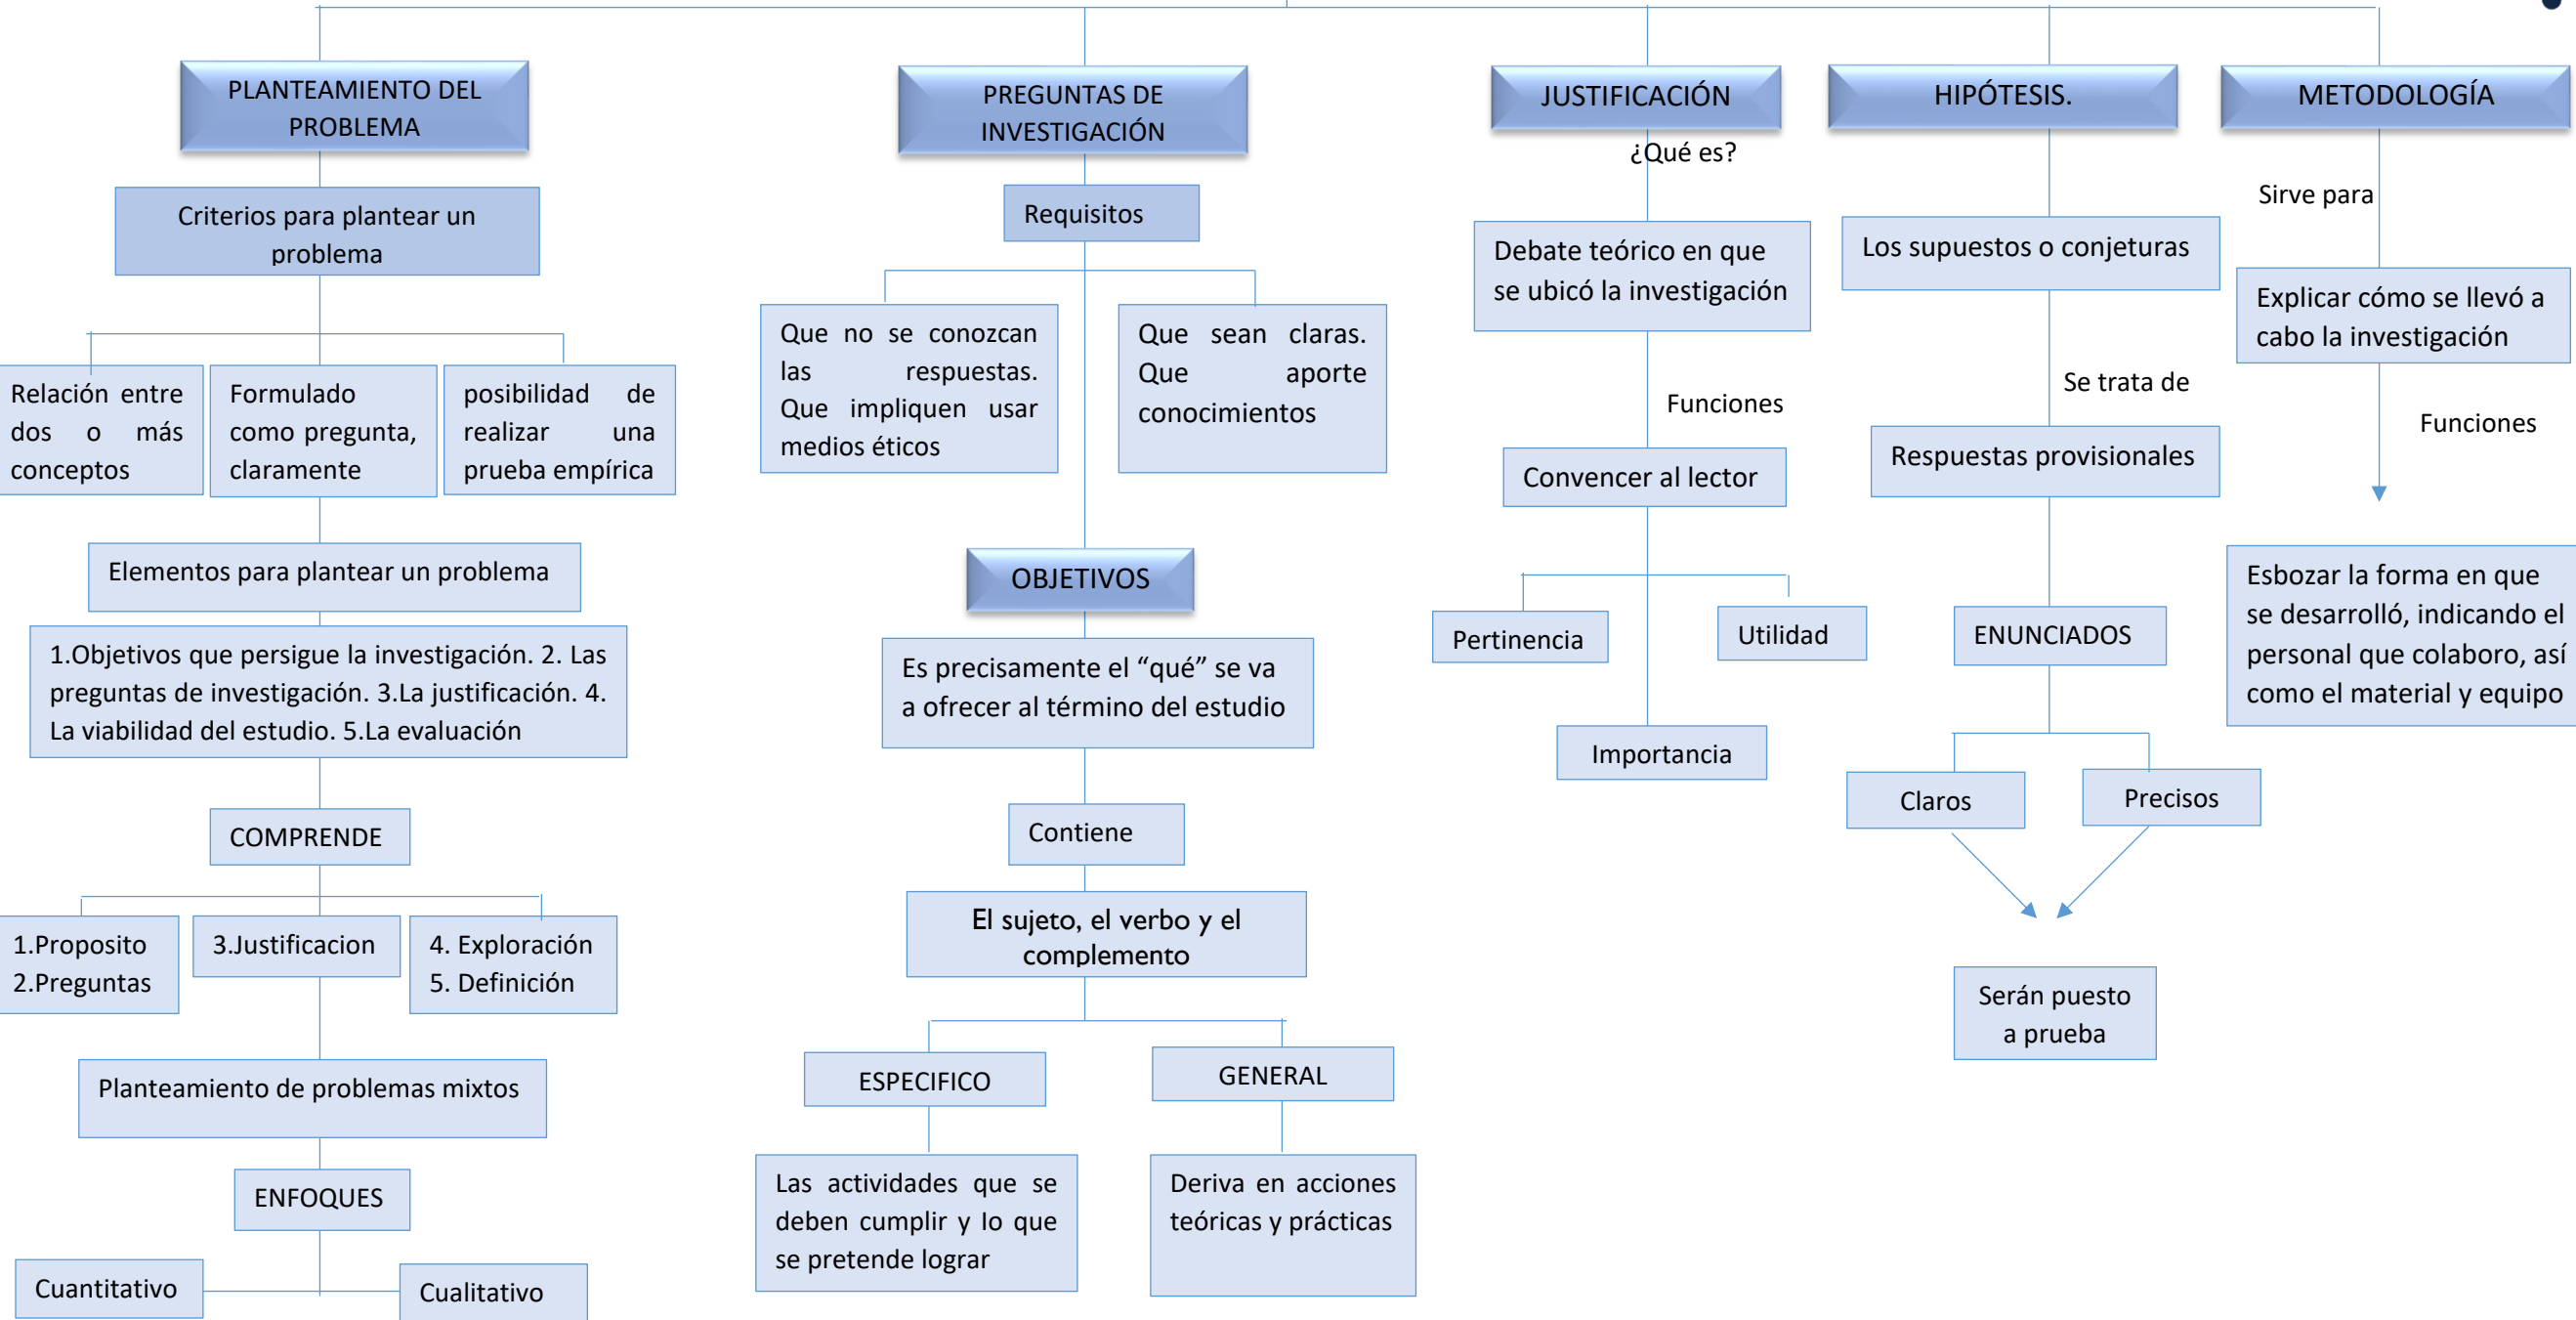 PLANTEAMIENTO DEL
PROBLEMA
Criterios para plantear un
problema
Relación entre
dos o más
conceptos
Formulado
como pregunta,
claramente
posibilidad de
realizar una
prueba empírica
Elementos para plantear un problema
1.Objetivos que persigue la investigación. 2. Las
preguntas de investigación. 3.La justificación. 4.
La viabilidad del estudio. 5.La evaluación
COMPRENDE
1.Proposito
2.Preguntas
3.Justificacion
4. Exploración
5. Definición
Planteamiento de problemas mixtos
ENFOQUES
Cuantitativo
Cualitativo
PREGUNTAS DE
INVESTIGACIÓN
Requisitos
Que no se conozcan
las respuestas.
Que impliquen usar
medios éticos
Que sean claras.
Que aporte
conocimientos
OBJETIVOS
Es precisamente el “qué” se va
a ofrecer al término del estudio
Contiene
El sujeto, el verbo y el
complemento
ESPECIFICO
Las actividades que se
deben cumplir y lo que
se pretende lograr
GENERAL
Deriva en acciones
teóricas y prácticas
JUSTIFICACIÓN
¿Qué es?
Debate teórico en que
se ubicó la investigación
Funciones
Convencer al lector
Pertinencia
Utilidad
Importancia
HIPÓTESIS.
Los supuestos o conjeturas
Se trata de
Respuestas provisionales
ENUNCIADOS
Claros
Precisos
Serán puesto
a prueba
METODOLOGÍA
Sirve para
Explicar cómo se llevó a
cabo la investigación
Funciones
Esbozar la forma en que
se desarrolló, indicando el
personal que colaboro, así
como el material y equipo